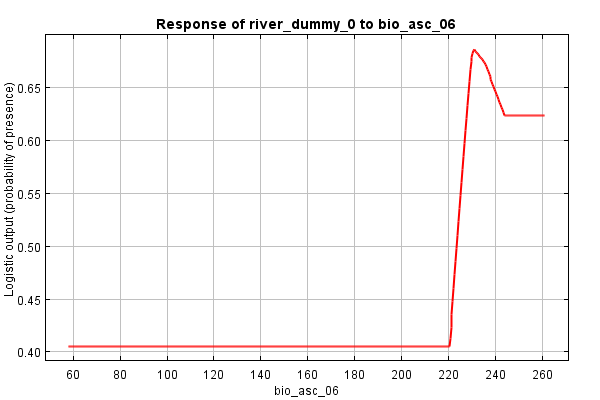 Response of river_dummy_0 to bio_asc_06
Logistic output (probability of presence)
0.65
0.60
0.55
0.50
0.45
0.40
60 80 100 120 140 160 180 200 220 240 260
bio_asc_06